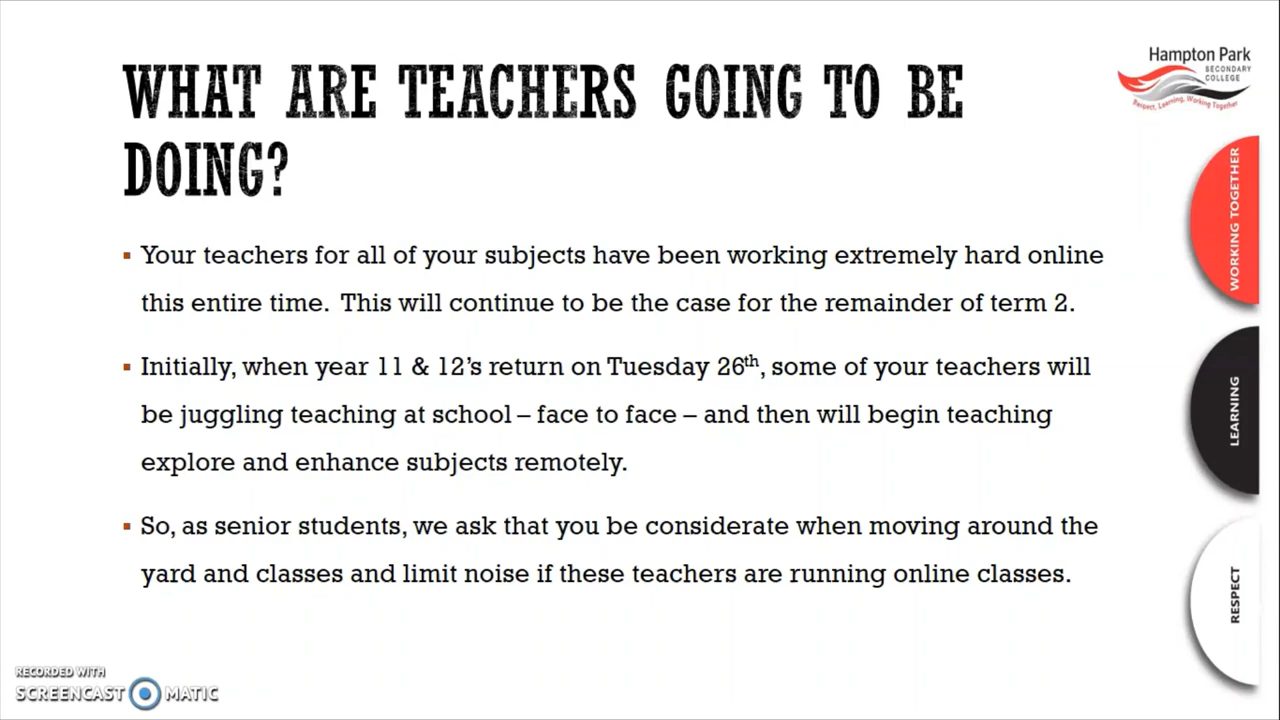 WHAT ARE TEACHERS GOING TO BE
DOING?
Hampton Park
SECONDARY
COLLEGE
Respect, Learning, Working Together
▪ Your teachers for all of your subjects have been working extremely hard online
this entire time. This will continue to be the case for the remainder of term 2.
▪ Initially, when year 11 & 12’s return on Tuesday 26th, some of your teachers will
be juggling teaching at school – face to face – and then will begin teaching
explore and enhance subjects remotely.
▪ So, as senior students, we ask that you be considerate when moving around the
yard and classes and limit noise if these teachers are running online classes.
WORKING TOGETHER
LEARNING
RESPECT
RECORDED WITH
SCREENCAST MATIC